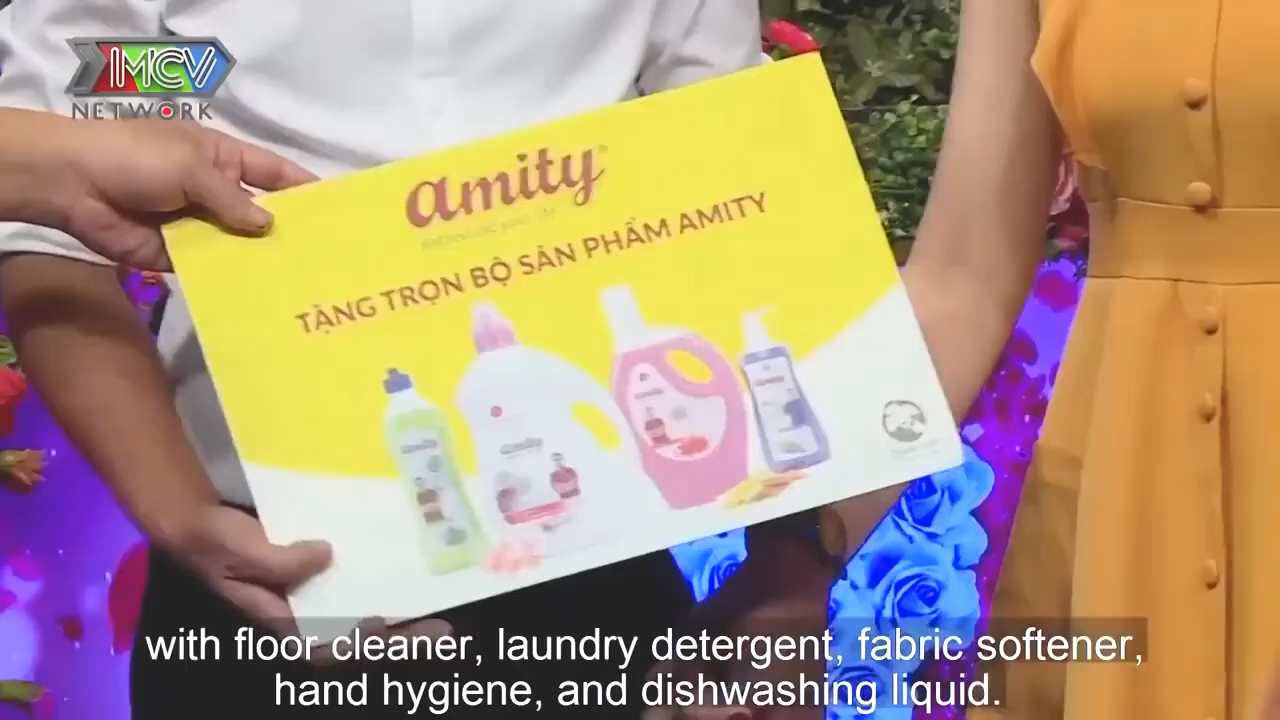 MCV
NETWORK
amity
TẶNG TRỌN BỘ SẢN PHẨM AMITY
with floor cleaner, laundry detergent, fabric softener,
hand hygiene, and dishwashing liquid.